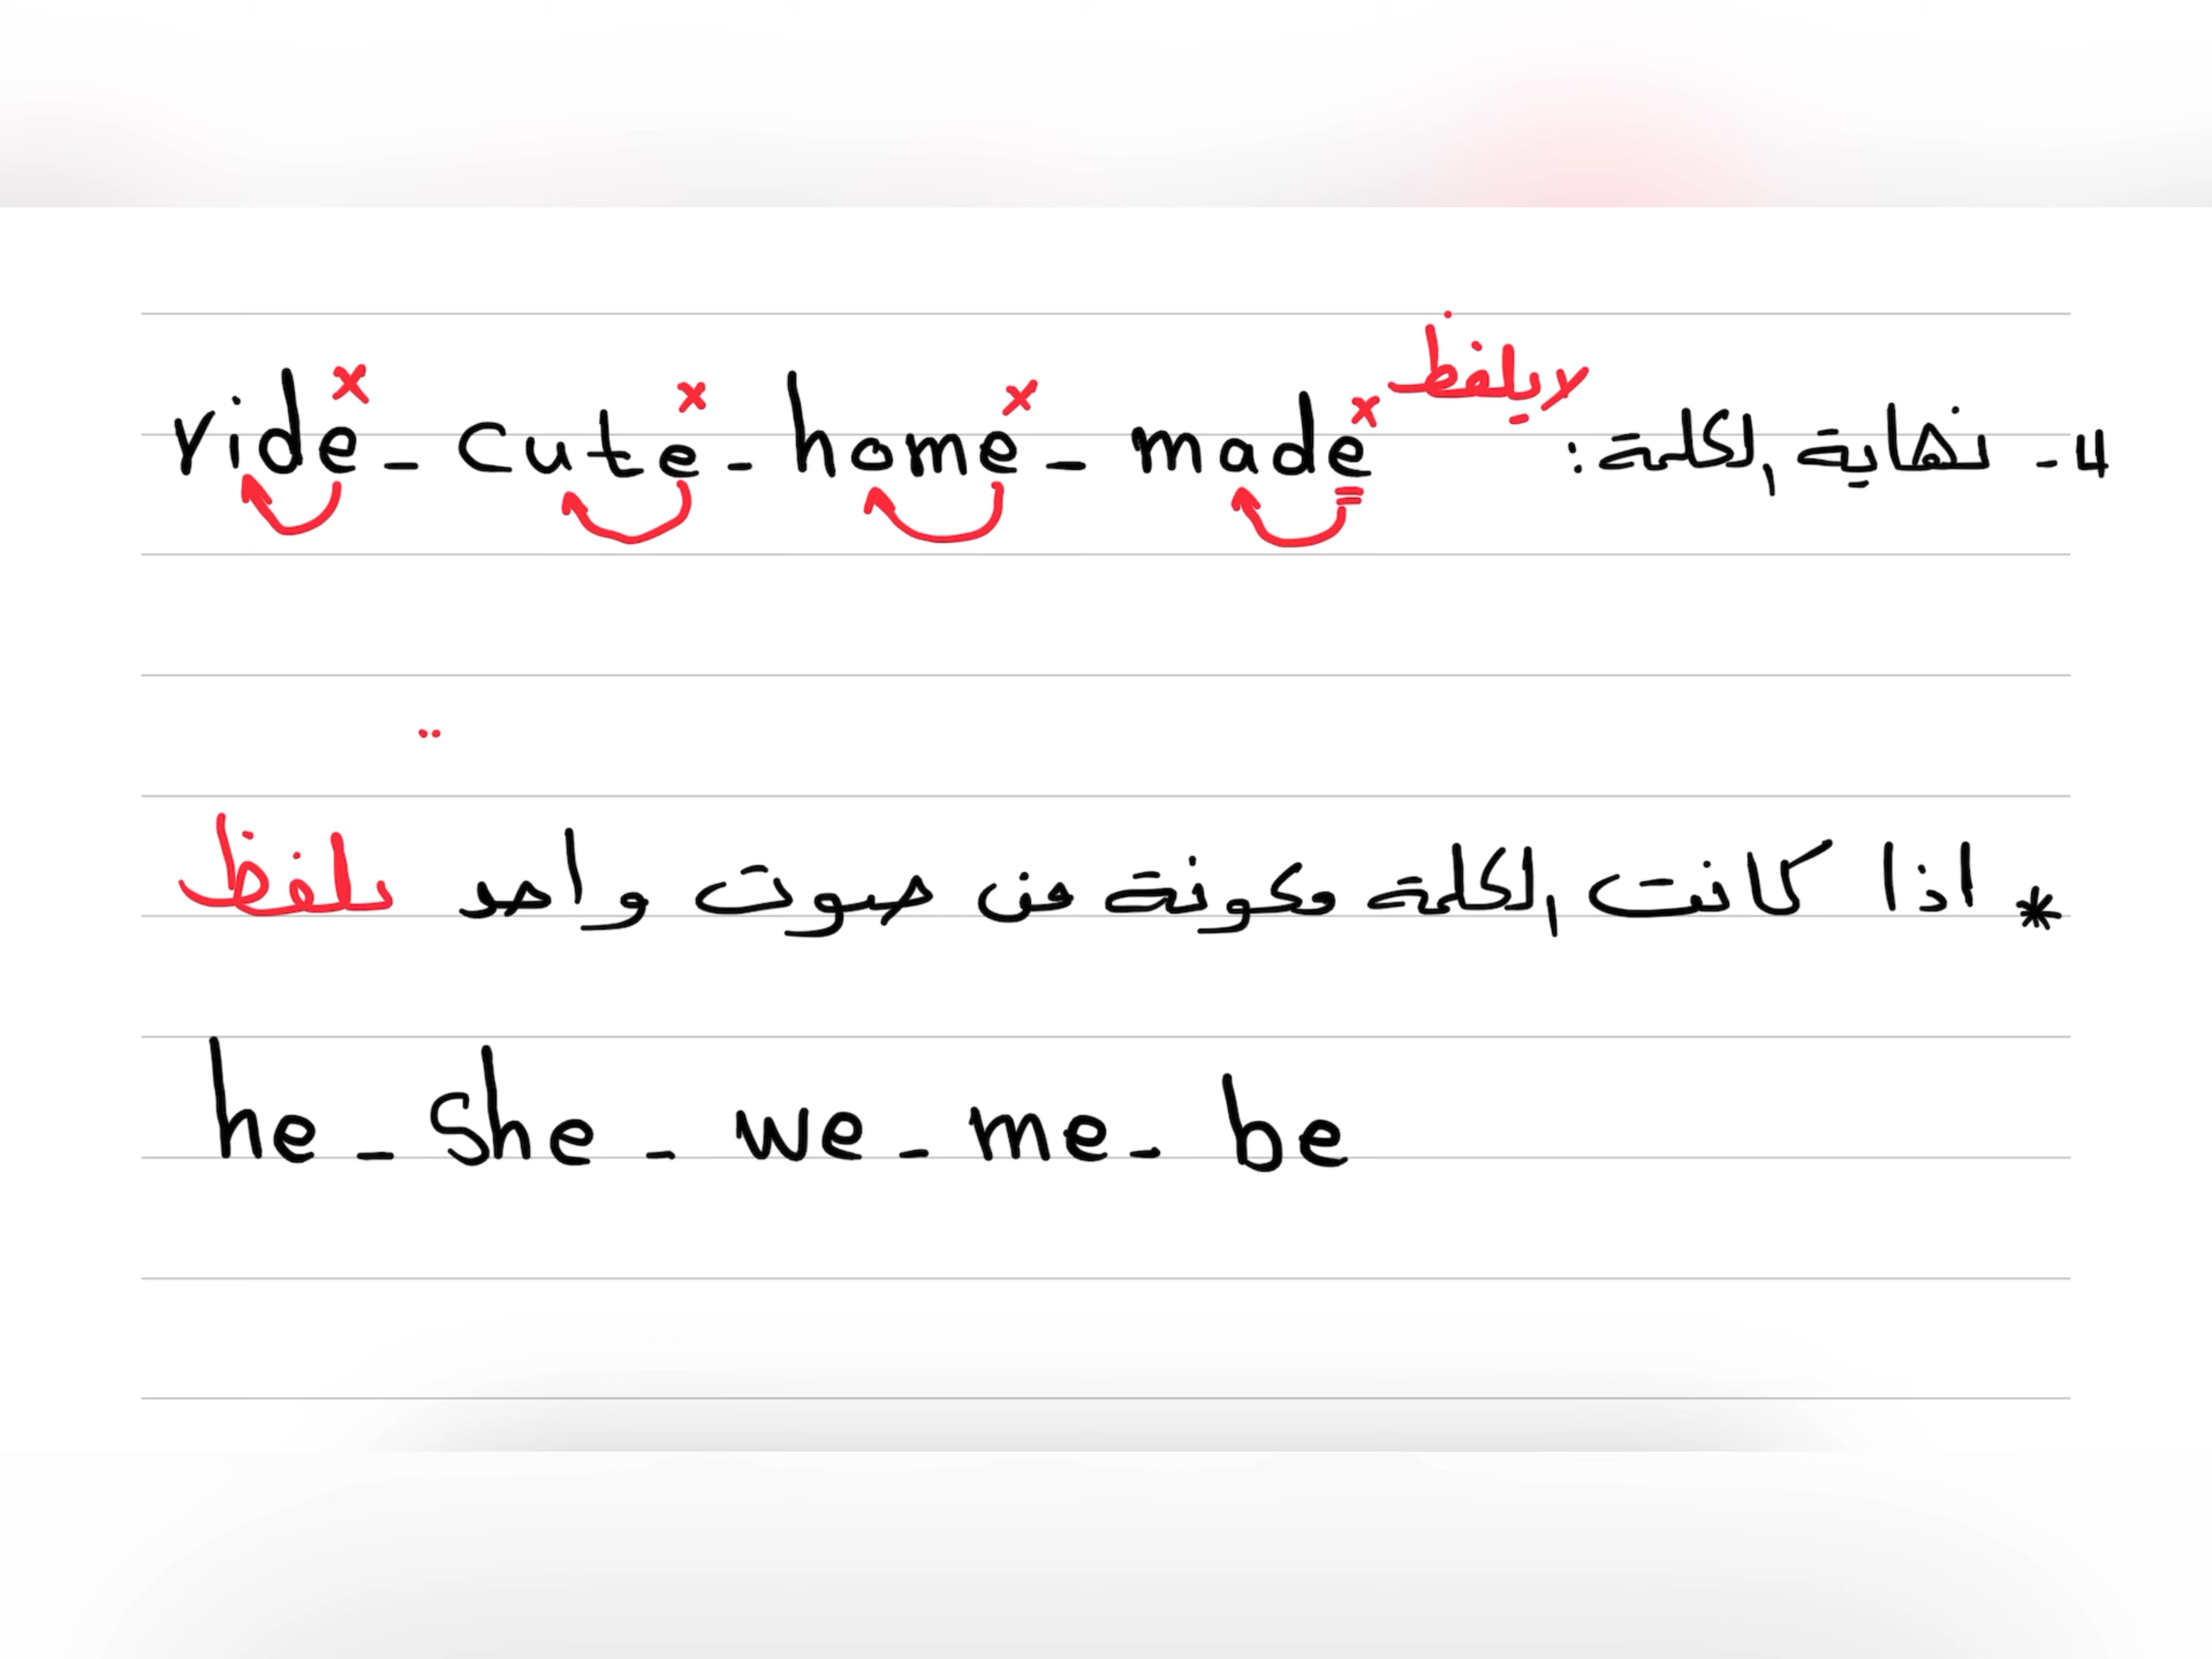 4- نهاية الكلمة: لا يلفظ ride - cute - home - made
* اذا كانت الكلمة مكونة من صوت واحد يلفظ
he - she - we - me - be